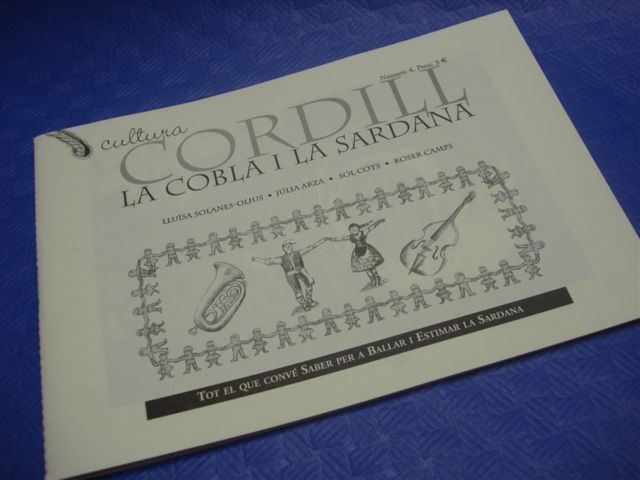 Número 4. Preu: 3 €
cultura
CORDILL
LA COBLA I LA SARDANA
LLUÏSA SOLANES-OLIUS • JÚLIA ARZA • SOL COTS • ROSER CAMPS
TOT EL QUE CONVÉ SABER PER A BALLAR I ESTIMAR LA SARDANA